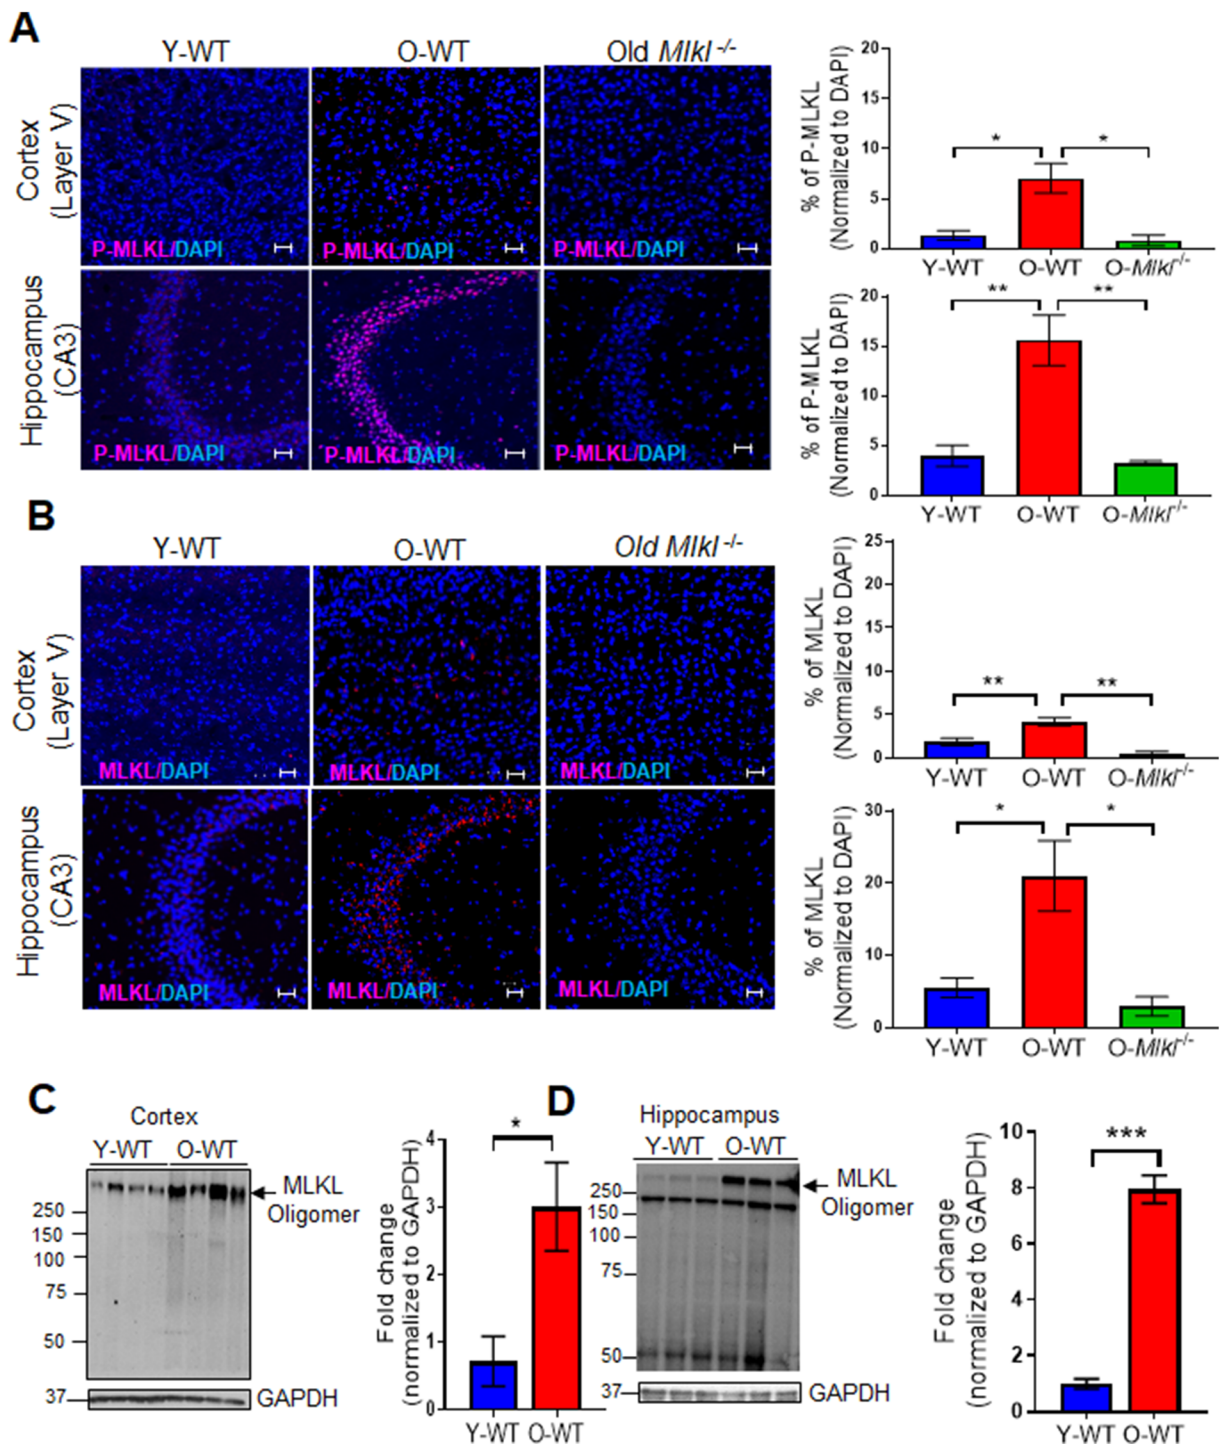 A
Y-WT
O-WT
Old Mlkl -/-
Cortex
(Layer V)
P-MLKL/DAPI
P-MLKL/DAPI
P-MLKL/DAPI
Hippocampus
(CA3)
P-MLKL/DAPI
P-MLKL/DAPI
P-MLKL/DAPI
% of P-MLKL
(Normalized to DAPI)
20
15
10
5
0
*
*
Y-WT
O-WT
O-Mlkl-/-
% of P-MLKL
(Normalized to DAPI)
20
15
10
5
0
**
**
Y-WT
O-WT
O-Mlkl-/-
B
Y-WT
O-WT
Old Mlkl -/-
Cortex
(Layer V)
MLKL/DAPI
MLKL/DAPI
MLKL/DAPI
Hippocampus
(CA3)
MLKL/DAPI
MLKL/DAPI
MLKL/DAPI
% of MLKL
(Normalized to DAPI)
25
20
15
10
5
0
**
**
Y-WT
O-WT
O-Mlkl-/-
% of MLKL
(Normalized to DAPI)
30
20
10
0
*
*
Y-WT
O-WT
O-Mlkl-/-
C
Cortex
Y-WT
O-WT
MLKL
Oligomer
250
150
100
75
50
37
GAPDH
Fold change
(normalized to GAPDH)
4
3
2
1
0
*
Y-WT
O-WT
D
Hippocampus
Y-WT
O-WT
MLKL
Oligomer
250
150
100
75
50
37
GAPDH
Fold change
(normalized to GAPDH)
10
8
6
4
2
0
***
Y-WT
O-WT